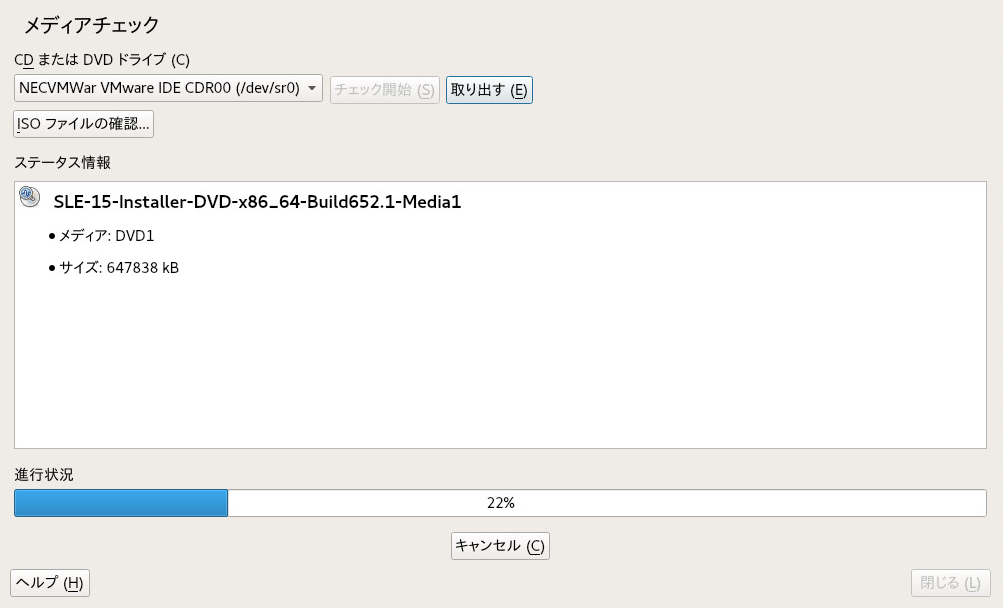 メディアチェック
CD または DVD ドライブ (C)
NECVMWar VMware IDE CDR00 (/dev/sr0) チェック開始 (S) 取り出す (E)
ISO ファイルの確認...
ステータス情報
SLE-15-Installer-DVD-x86_64-Build652.1-Media1
● メディア: DVD1
● サイズ: 647838 kB
進行状況
22%
キャンセル (C)
ヘルプ (H) 閉じる (L)